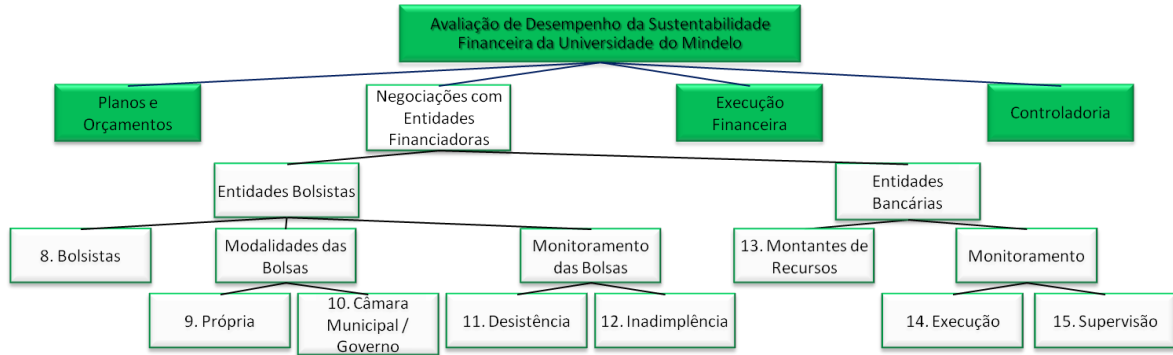 Avaliação de Desempenho da Sustentabilidade
Financeira da Universidade do Mindelo
Planos e
Orçamentos
Negociações com
Entidades
Financiadoras
Execução
Financeira
Controladoria
Entidades Bolsistas
Entidades
Bancárias
8. Bolsistas
Modalidades das
Bolsas
Monitoramento
das Bolsas
13. Montantes de
Recursos
Monitoramento
9. Própria
10. Câmara
Municipal /
Governo
11. Desistência
12. Inadimplência
14. Execução
15. Supervisão